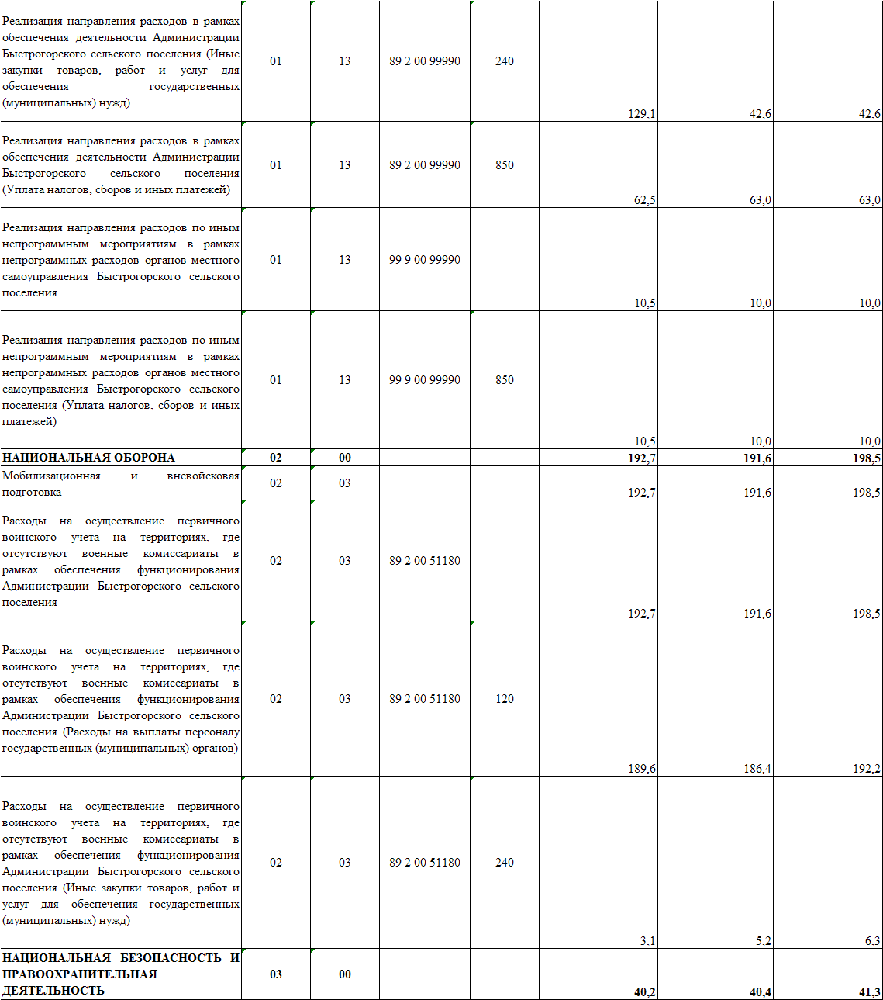 Реализация направления расходов в рамках
обеспечения деятельности Администрации
Быстрогорского сельского поселения (Иные
закупки товаров, работ и услуг для
обеспечения государственных
(муниципальных) нужд)
01 13 89 2 00 99990 240
129,1 42,6 42,6
Реализация направления расходов в рамках
обеспечения деятельности Администрации
Быстрогорского сельского поселения
(Уплата налогов, сборов и иных платежей)
01 13 89 2 00 99990 850
62,5 63,0 63,0
Реализация направления расходов по иным
непрограммным мероприятиям в рамках
непрограммных расходов органов местного
самоуправления Быстрогорского сельского
поселения
01 13 99 9 00 99990
10,5 10,0 10,0
Реализация направления расходов по иным
непрограммным мероприятиям в рамках
непрограммных расходов органов местного
самоуправления Быстрогорского сельского
поселения (Уплата налогов, сборов и иных
платежей)
01 13 99 9 00 99990 850
10,5 10,0 10,0
НАЦИОНАЛЬНАЯ ОБОРОНА 02 00 192,7 191,6 198,5
Мобилизационная и вневойсковая
подготовка
02 03 192,7 191,6 198,5
Расходы на осуществление первичного
воинского учета на территориях, где
отсутствуют военные комиссариаты в
рамках обеспечения функционирования
Администрации Быстрогорского сельского
поселения
02 03 89 2 00 51180
192,7 191,6 198,5
Расходы на осуществление первичного
воинского учета на территориях, где
отсутствуют военные комиссариаты в
рамках обеспечения функционирования
Администрации Быстрогорского сельского
поселения (Расходы на выплаты персоналу
государственных (муниципальных) органов)
02 03 89 2 00 51180 120
189,6 186,4 192,2
Расходы на осуществление первичного
воинского учета на территориях, где
отсутствуют военные комиссариаты в
рамках обеспечения функционирования
Администрации Быстрогорского сельского
поселения (Иные закупки товаров, работ и
услуг для обеспечения государственных
(муниципальных) нужд)
02 03 89 2 00 51180 240
3,1 5,2 6,3
НАЦИОНАЛЬНАЯ БЕЗОПАСНОСТЬ И
ПРАВООХРАНИТЕЛЬНАЯ
ДЕЯТЕЛЬНОСТЬ
03 00
40,2 40,4 41,3